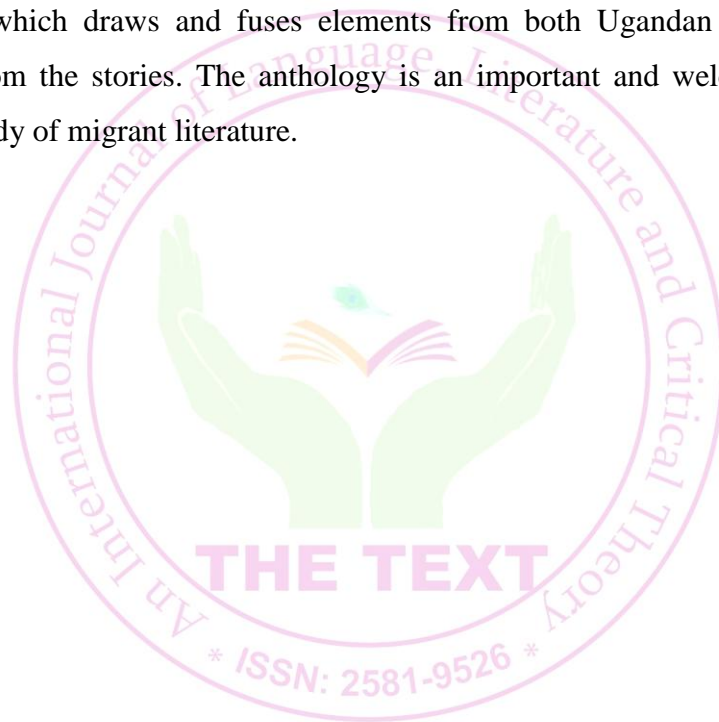 which draws and fuses elements from both Ugandan
om the stories. The anthology is an important and wel
dy of migrant literature.
An International Journal of Language, Literature and Critical Theory
THE TEXT
* ISSN: 2581-9526 *